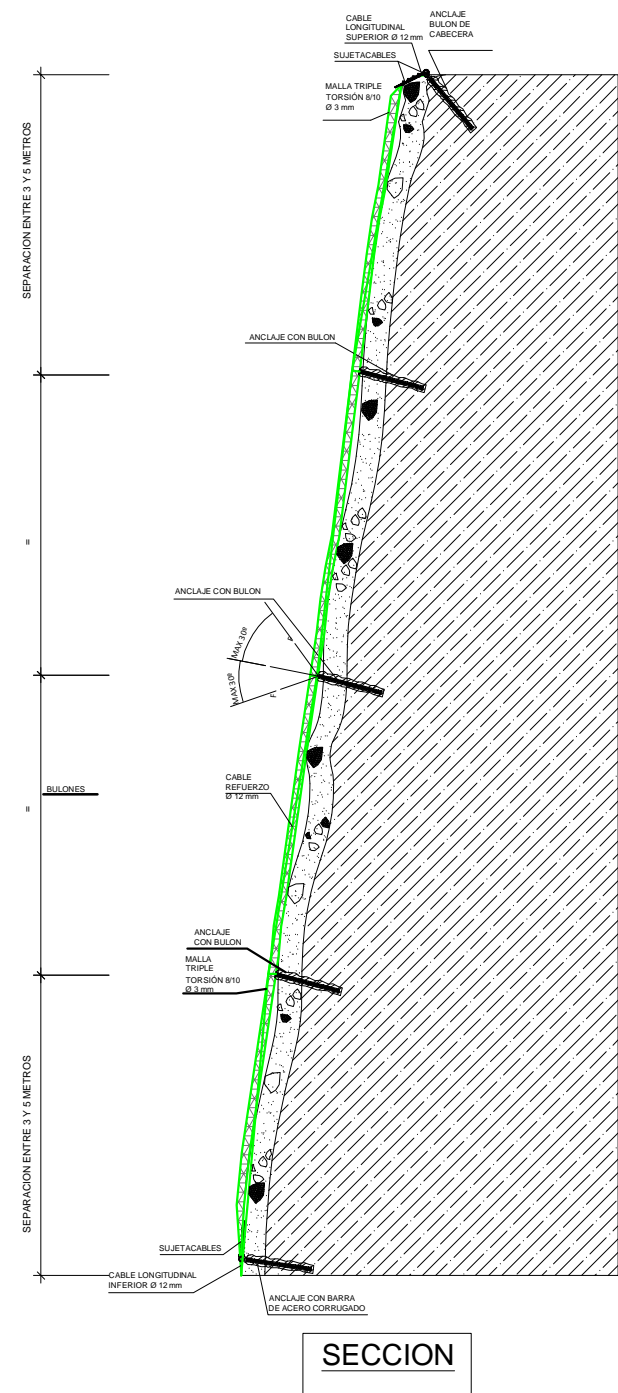 CABLE
LONGITUDINAL
SUPERIOR Ø 12 mm
ANCLAJE
BULON DE
CABECERA
SUJETACABLES
MALLA TRIPLE
TORSIÓN 8/10
Ø 3 mm
SEPARACION ENTRE 3 Y 5 METROS
ANCLAJE CON BULON
=
ANCLAJE CON BULON
MAX 30º
MAX 30º
F
BULONES
=
CABLE
REFUERZO
Ø 12 mm
ANCLAJE
CON BULON
MALLA
TRIPLE
TORSIÓN 8/10
Ø 3 mm
SEPARACION ENTRE 3 Y 5 METROS
SUJETACABLES
CABLE LONGITUDINAL
INFERIOR Ø 12 mm
ANCLAJE CON BARRA
DE ACERO CORRUGADO
SECCION